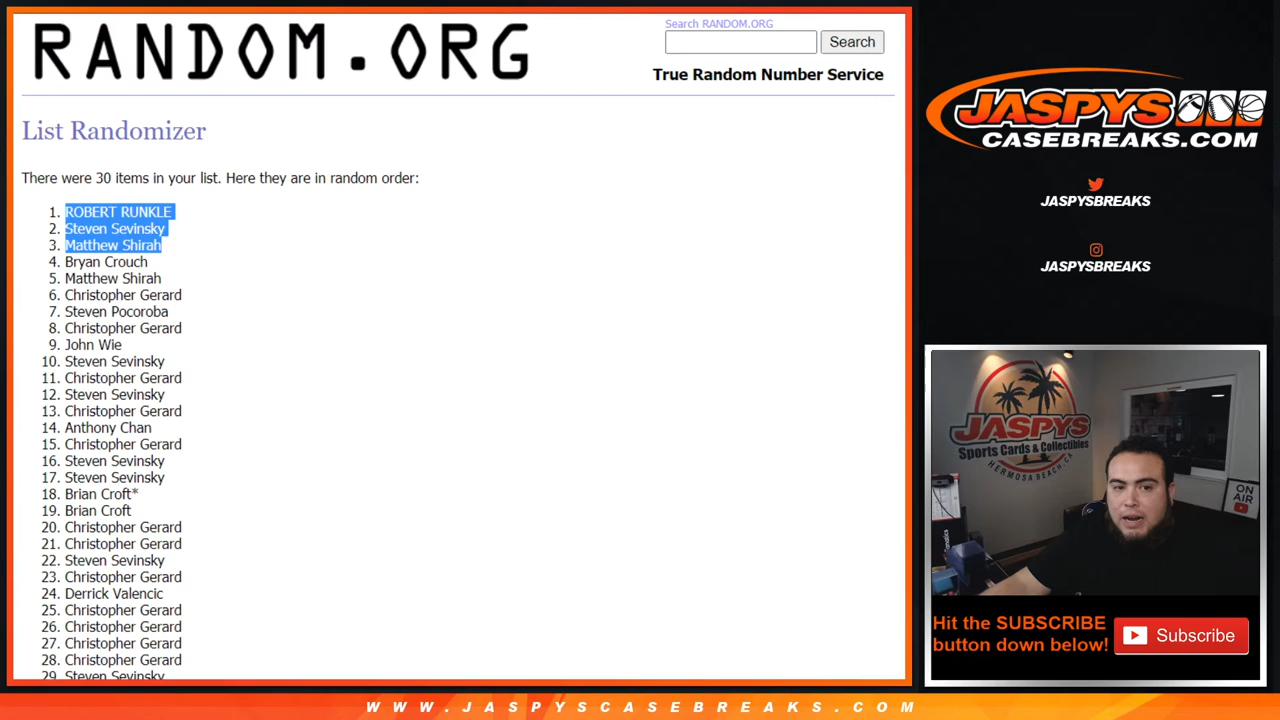 RANDOM.ORG
Search RANDOM.ORG
Search
True Random Number Service
List Randomizer
There were 30 items in your list. Here they are in random order:
1. ROBERT RUNKLE
2. Steven Sevinsky
3. Matthew Shirah
4. Bryan Crouch
5. Matthew Shirah
6. Christopher Gerard
7. Steven Pocoroba
8. Christopher Gerard
9. John Wie
10. Steven Sevinsky
11. Christopher Gerard
12. Steven Sevinsky
13. Christopher Gerard
14. Anthony Chan
15. Christopher Gerard
16. Steven Sevinsky
17. Steven Sevinsky
18. Brian Croft*
19. Brian Croft
20. Christopher Gerard
21. Christopher Gerard
22. Steven Sevinsky
23. Christopher Gerard
24. Derrick Valencic
25. Christopher Gerard
26. Christopher Gerard
27. Christopher Gerard
28. Christopher Gerard
29. Steven Sevinsky
JASPYS
CASEBREAKS.COM
JASPYSBREAKS
JASPYSBREAKS
JASPYS
Sports Cards & Collectibles
HERMOSA BEACH, CA
ON
AIR
Hit the SUBSCRIBE
button down below!
Subscribe
WWW.JASPYSCASEBREAKS.COM